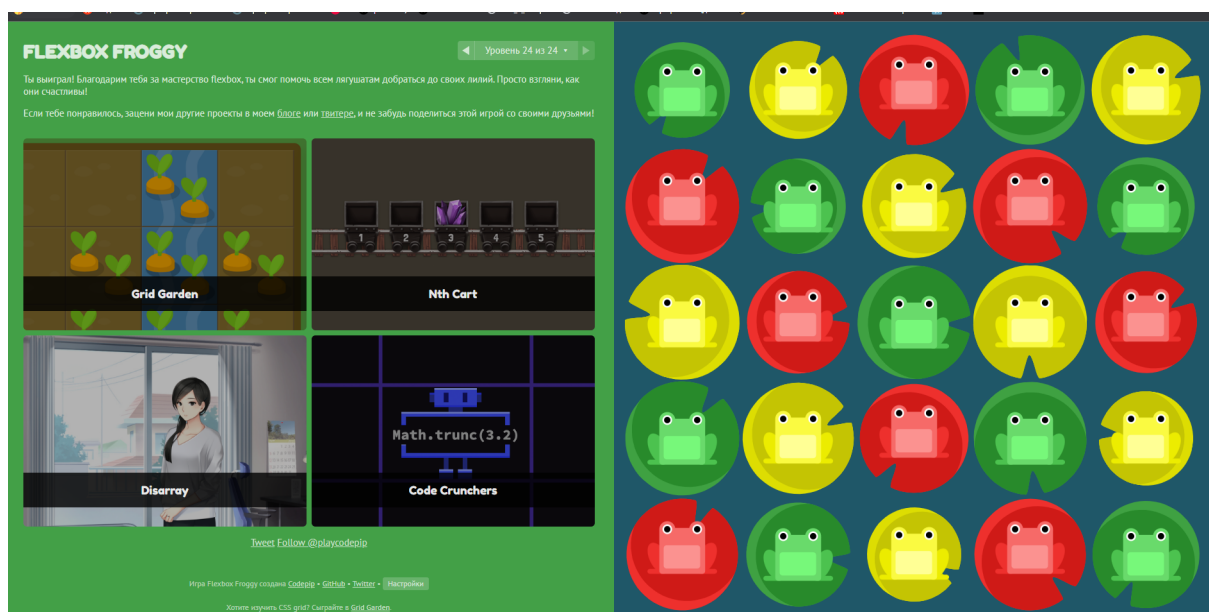 FLEXBOX FROGGY
Уровень 24 из 24
Ты выиграл! Благодарим тебя за мастерство flexbox, ты смог помочь всем лягушатам добраться до своих лилий. Просто взгляни, как
они счастливы!
Если тебе понравилось, зацени мои другие проекты в моем блоге или твитере, и не забудь поделиться этой игрой со своими друзьями!
1 2 3 4 5
Grid Garden
Nth Cart
Math.trunc(3.2)
Disarray
Code Crunchers
Tweet Follow @playcodepip
Игра Flexbox Froggy создана Codepip • GitHub • Twitter • Настройки
Хотите изучить CSS grid? Сыграйте в Grid Garden.